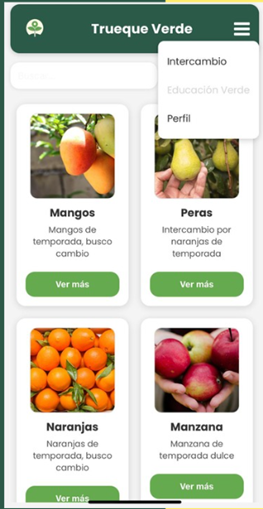 Trueque Verde
Intercambio
Educación Verde
Perfil
Mangos
Mangos de
temporada, busco
cambio
Ver más
Peras
Intercambio por
naranjas de
temporada
Ver más
Naranjas
Naranjas de
temporada, busco
cambio
Ver más
Manzana
Manzana de
temporada dulce
Ver más